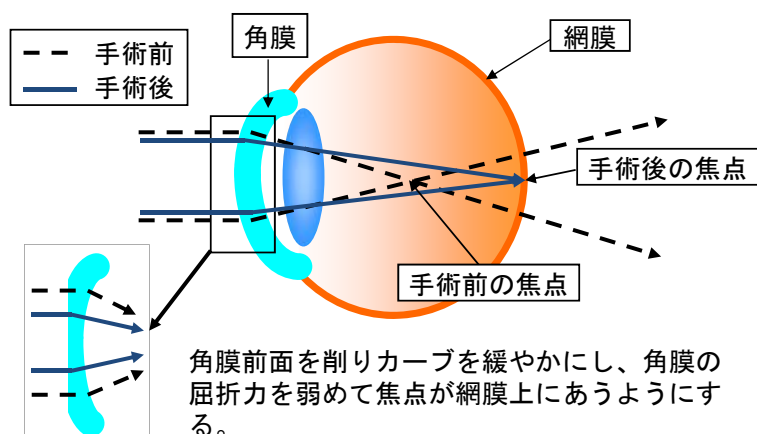 手術前
手術後
角膜
網膜
手術後の焦点
手術前の焦点
角膜前面を削りカーブを緩やかにし、角膜の
屈折力を弱めて焦点が網膜上にあうようにす
る。